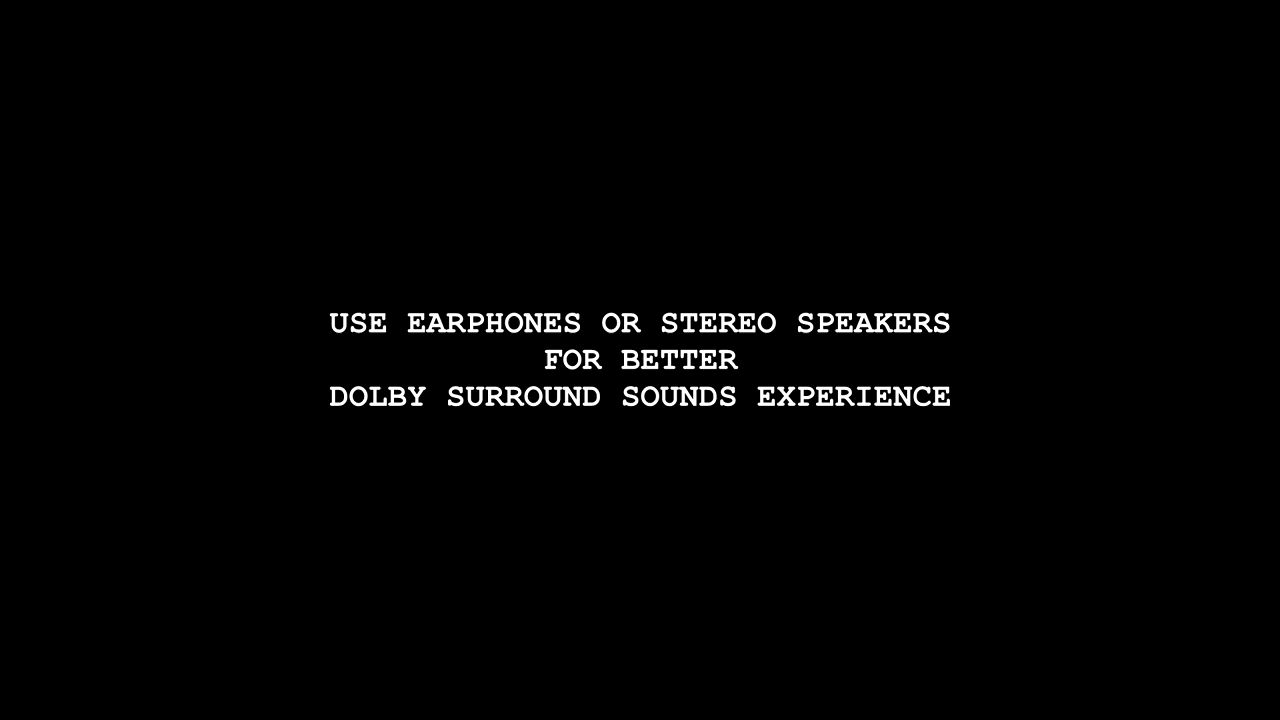 USE EARPHONES OR STEREO SPEAKERS
FOR BETTER
DOLBY SURROUND SOUNDS EXPERIENCE